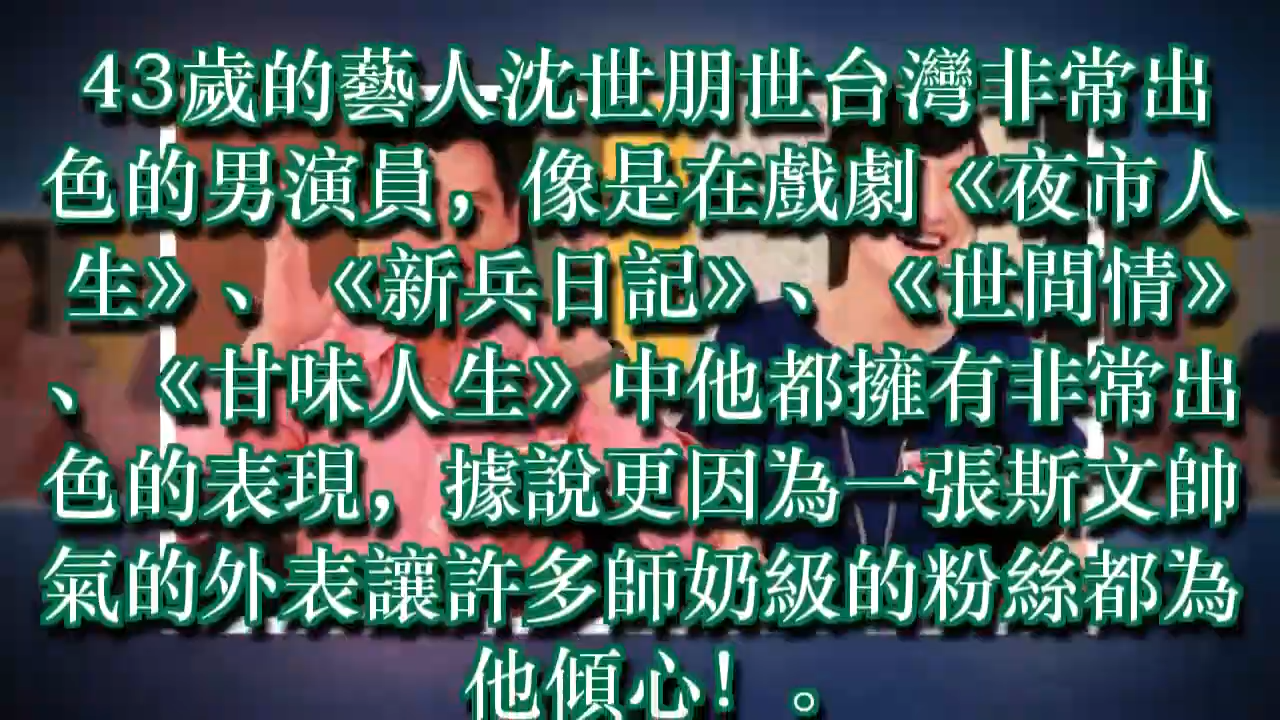 43歲的藝人沈世朋世台灣非常出
色的男演員，像是在戲劇《夜市人
生》、《新兵日記》、《世間情》
、《甘味人生》中他都擁有非常出
色的表現，據說更因為一張斯文帥
氣的外表讓許多師奶級的粉絲都為
他傾心！。